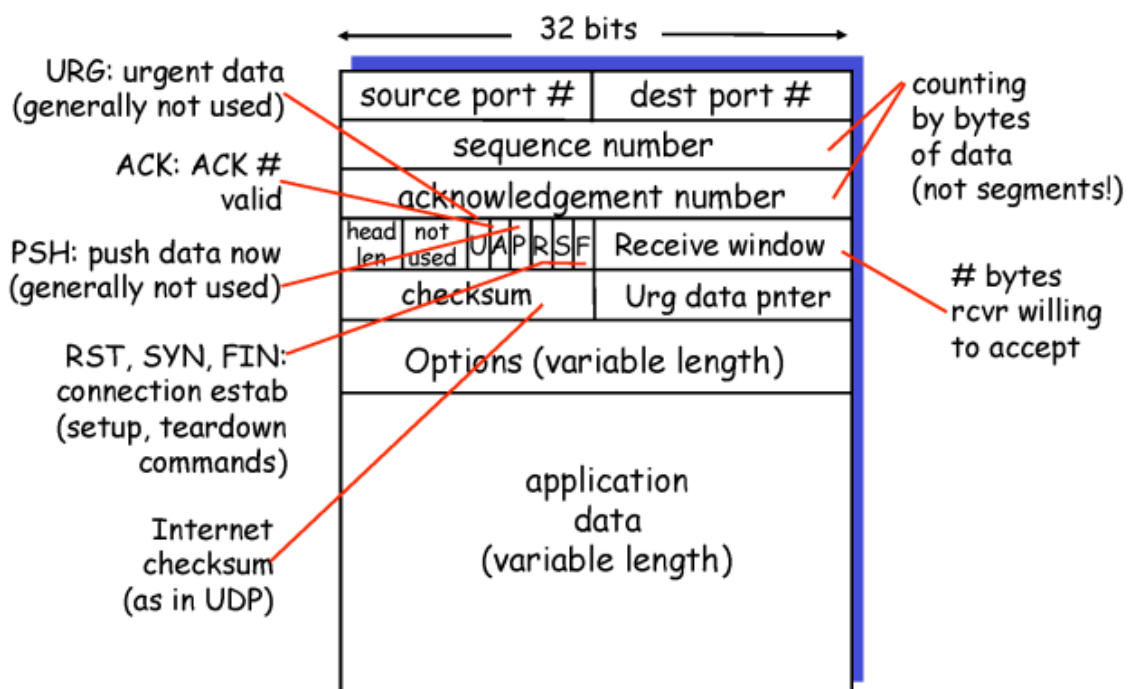 32 bits
URG: urgent data
(generally not used)
ACK: ACK #
valid
PSH: push data now
(generally not used)
RST, SYN, FIN:
connection estab
(setup, teardown
commands)
Internet
checksum
(as in UDP)
source port #
dest port #
sequence number
acknowledgement number
head
len
not
used
U
A
P
R
S
F
Receive window
checksum
Urg data pnter
Options (variable length)
application
data
(variable length)
counting
by bytes
of data
(not segments!)
# bytes
rcvr willing
to accept